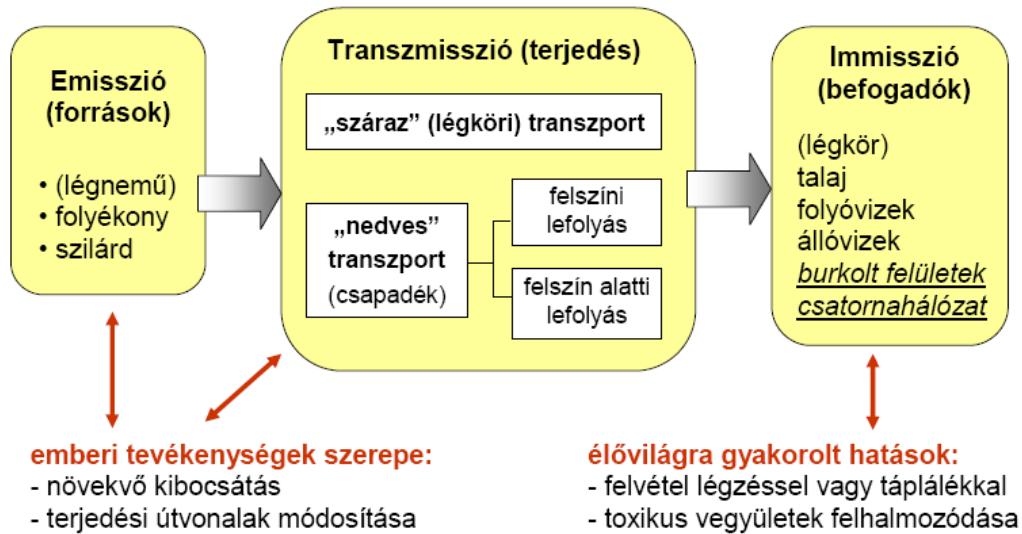 Emisszió
(források)
• (légnemű)
• folyékony
• szilárd
Transzmisszió (terjedés)
„száraz” (légköri) transzport
„nedves”
transzport
(csapadék)
felszíni
lefolyás
felszín alatti
lefolyás
Immisszió
(befogadók)
(légkör)
talaj
folyóvizek
állóvizek
burkolt felületek
csatornahálózat
emberi tevékenységek szerepe:
- növekvő kibocsátás
- terjedési útvonalak módosítása
élővilágra gyakorolt hatások:
- felvétel légzéssel vagy táplálékkal
- toxikus vegyületek felhalmozódása